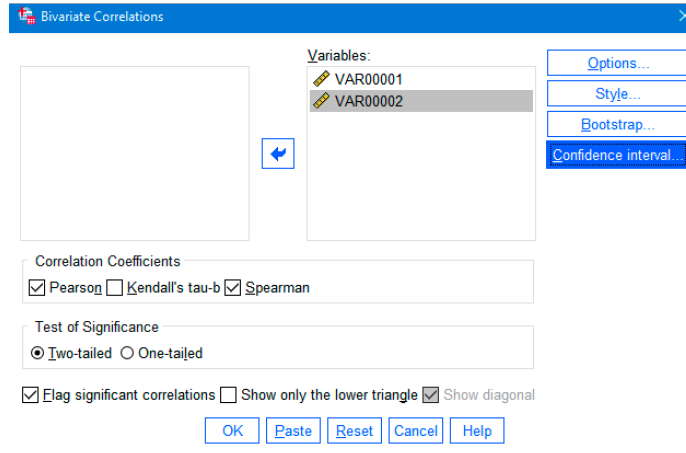 Bivariate Correlations
Variables:
VAR00001
VAR00002
Options...
Style...
Bootstrap...
Confidence interval...
Correlation Coefficients
Pearson Kendall's tau-b Spearman
Test of Significance
Two-tailed One-tailed
Flag significant correlations Show only the lower triangle Show diagonal
OK Paste Reset Cancel Help